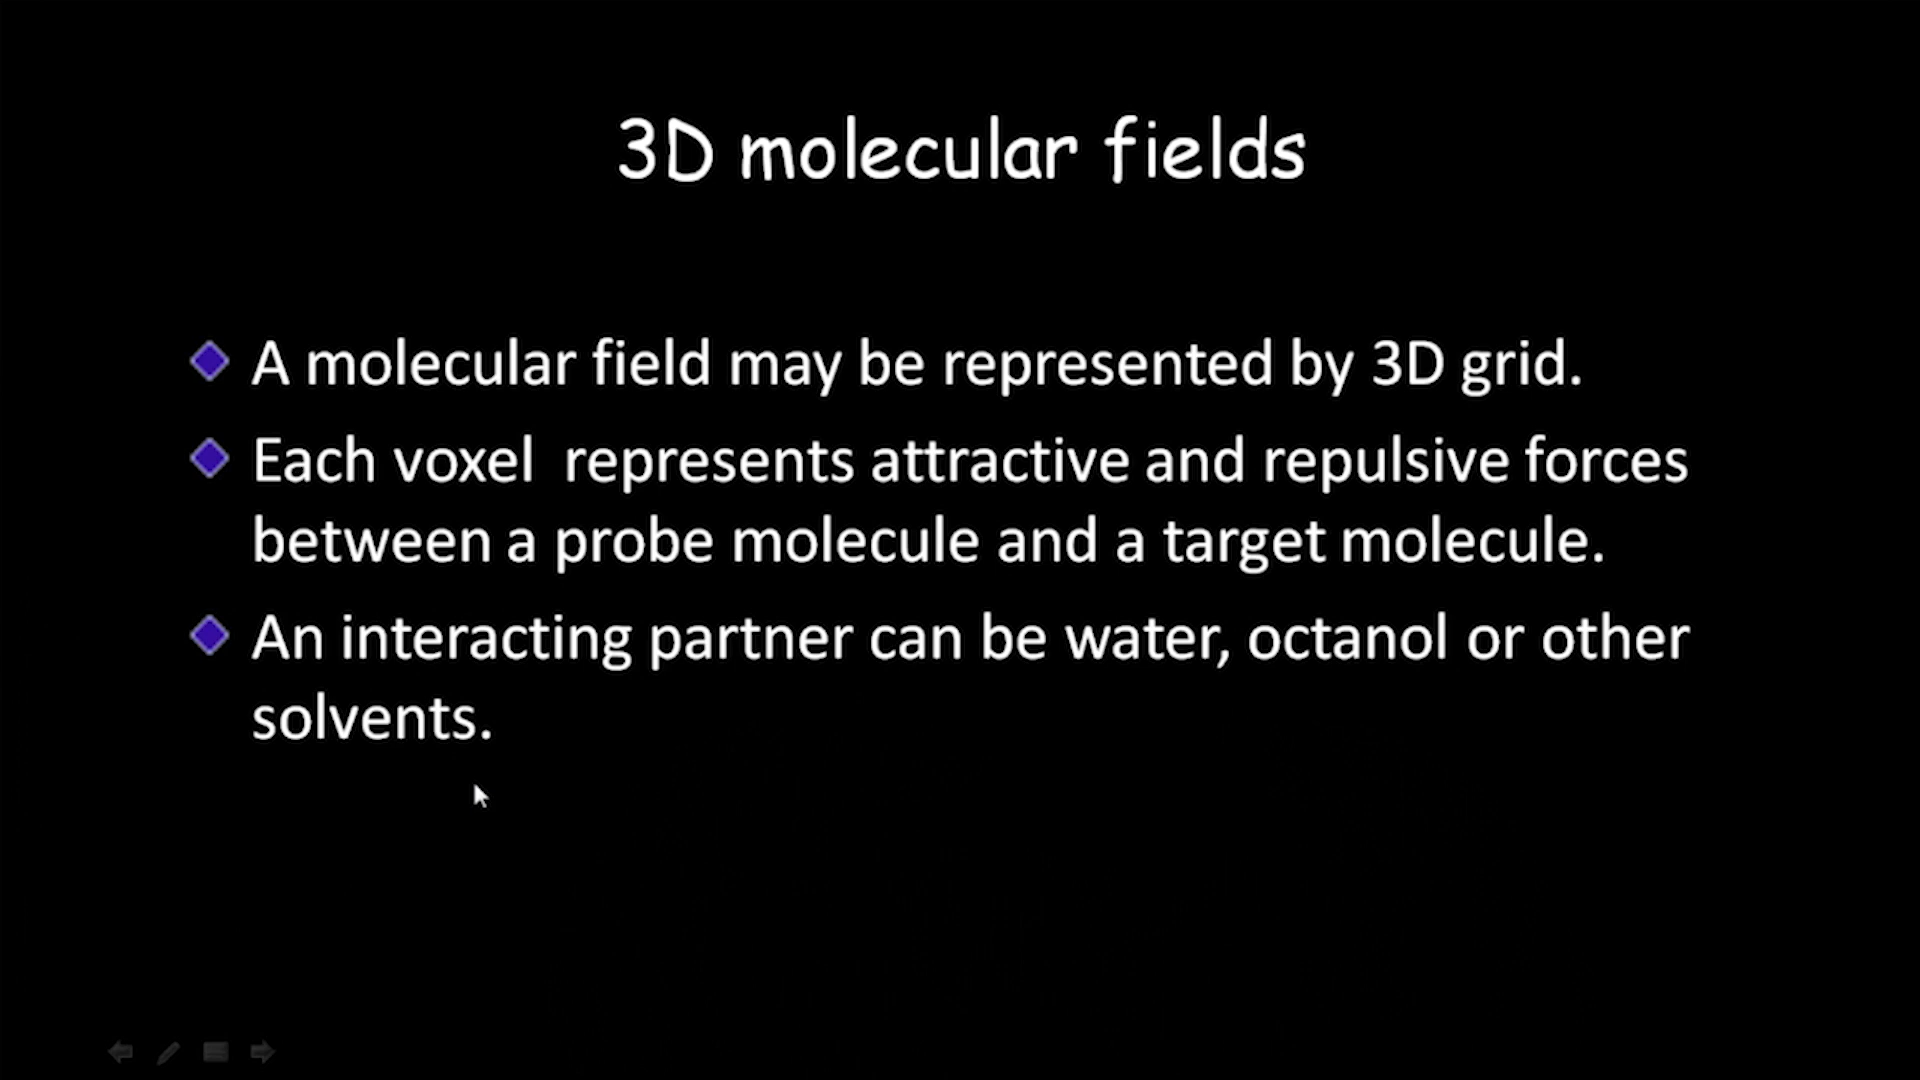 3D molecular fields
A molecular field may be represented by 3D grid.
Each voxel  represents attractive and repulsive forces
between a probe molecule and a target molecule.
An interacting partner can be water, octanol or other
solvents.